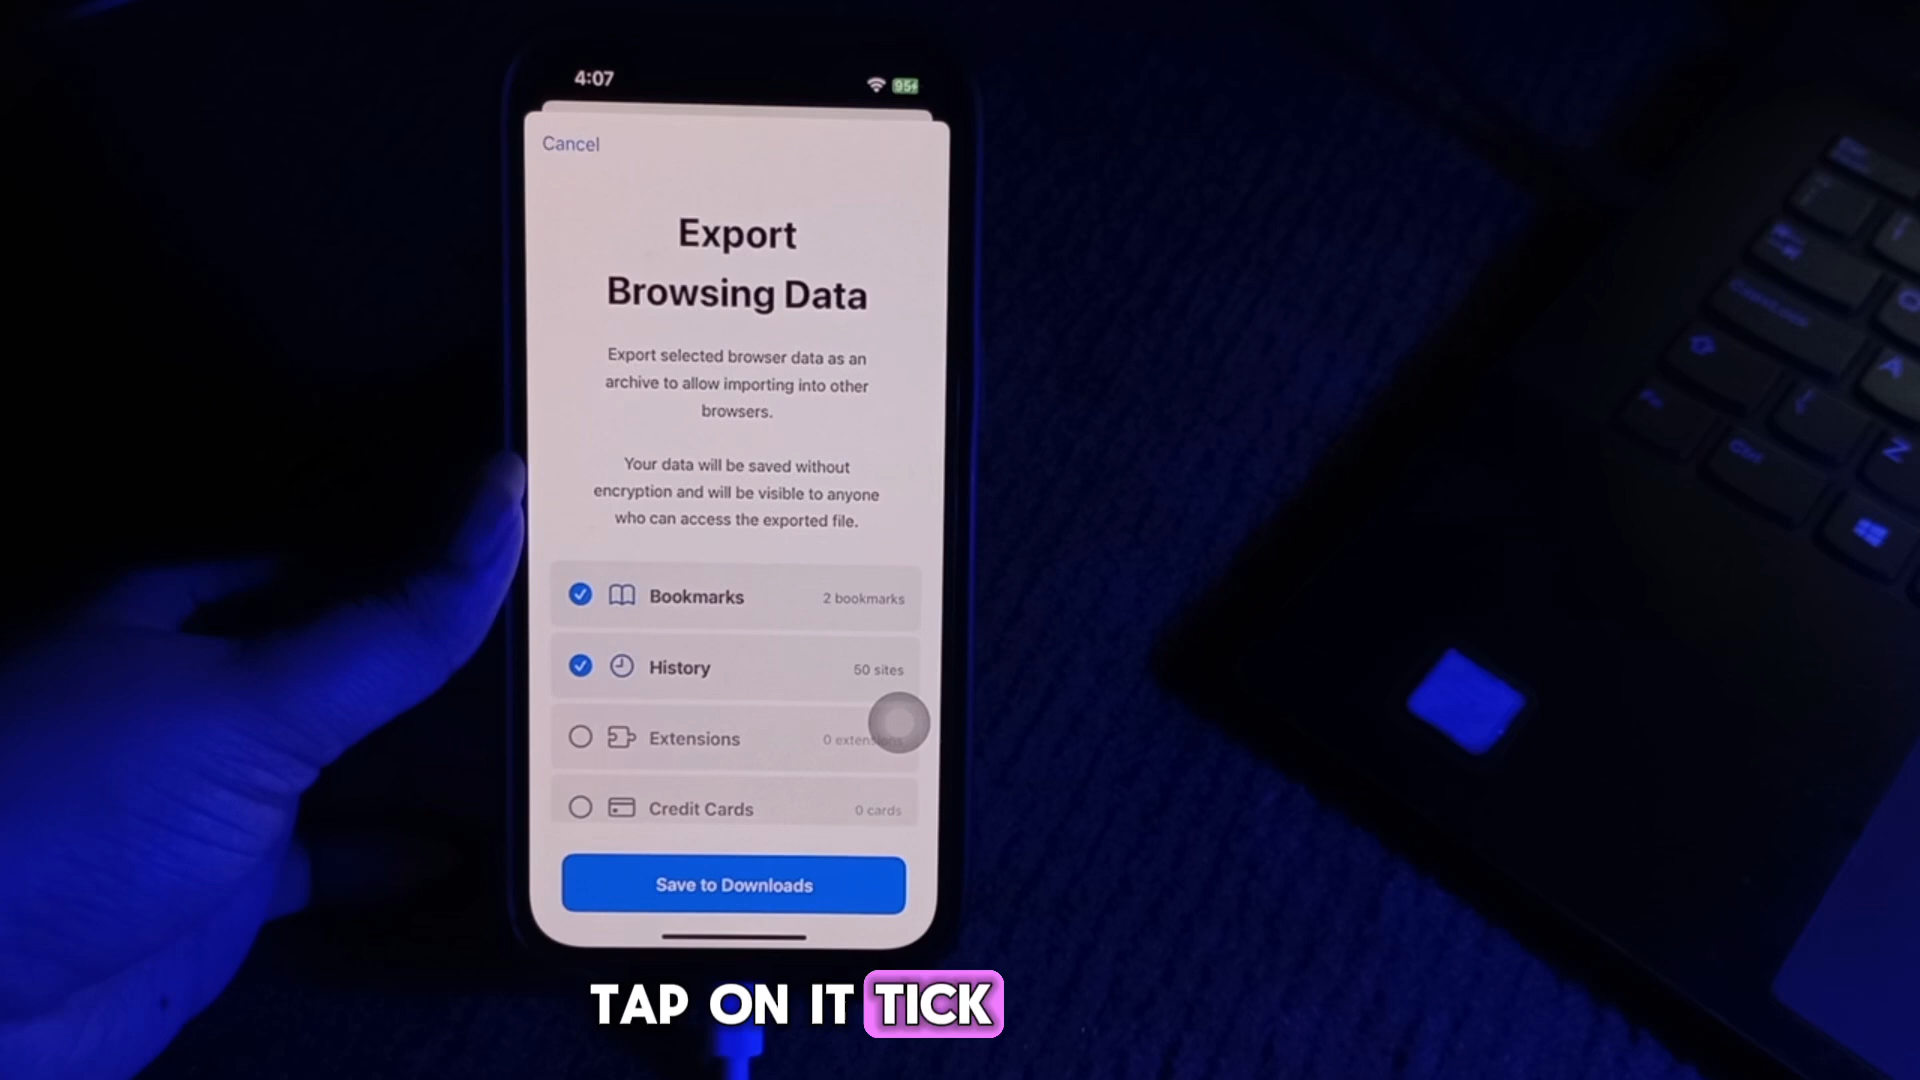 4:07
95
Cancel
Export
Browsing Data
Export selected browser data as an
archive to allow importing into other
browsers.
Your data will be saved without
encryption and will be visible to anyone
who can access the exported file.
Bookmarks 2 bookmarks
History 50 sites
Extensions 0 extensions
Credit Cards 0 cards
Save to Downloads
TAP ON IT TICK
A
Z
Fn
Ctrl